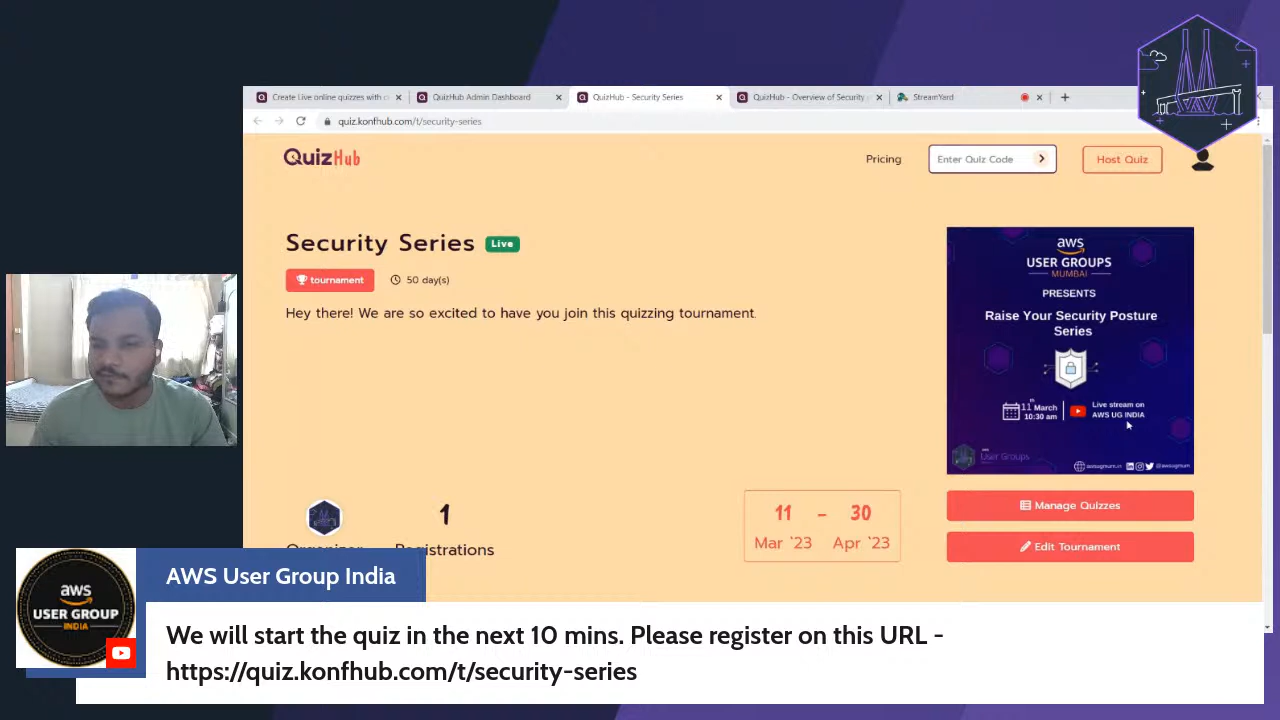 Create Live online quizzes with c
QuizHub Admin Dashboard
QuizHub - Security Series
QuizHub - Overview of Security
StreamYard
quiz.konfhub.com/t/security-series
QuizHub
Pricing
Enter Quiz Code
Host Quiz
Security Series
Live
tournament
50 day(s)
Hey there! We are so excited to have you join this quizzing tournament.
aws
USER GROUPS
MUMBAI
PRESENTS
Raise Your Security Posture
Series
11th March
10:30 am
Live stream on
AWS UG INDIA
User Groups
@awsugmum
1
Organizer
Registrations
11 - 30
Mar '23
Apr '23
Manage Quizzes
Edit Tournament
aws
USER GROUP
INDIA
AWS User Group India
We will start the quiz in the next 10 mins. Please register on this URL -
https://quiz.konfhub.com/t/security-series